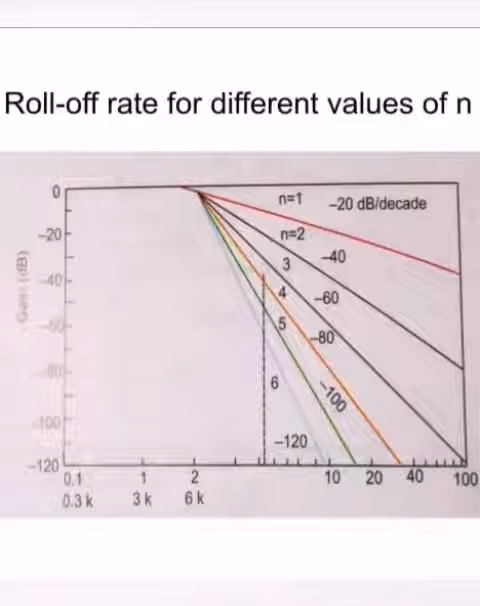 Roll-off rate for different values of n
0
n=1
-20 dB/decade
-20
n=2
-40
3
-40
4
-60
-60
5
-80
-80
6
-100
-100
-120
-120
0.1 1 2 10 20 40 100
0.3 k 3 k 6 k
Gain (dB)